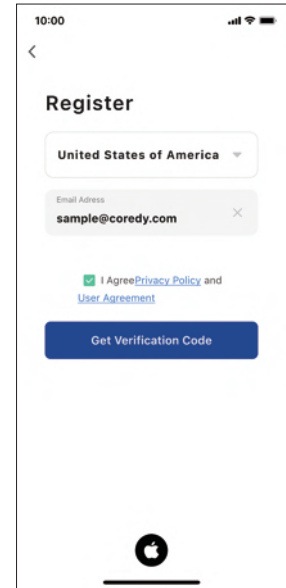 10:00
Register
United States of America
Email Adress
sample@coredy.com
I AgreePrivacy Policy and
User Agreement
Get Verification Code